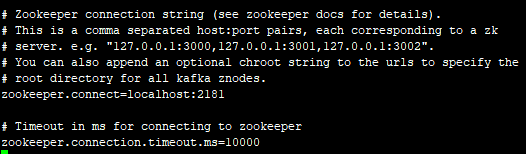 # Zookeeper connection string (see zookeeper docs for details).
# This is a comma separated host:port pairs, each corresponding to a zk
# server. e.g. "127.0.0.1:3000,127.0.0.1:3001,127.0.0.1:3002".
# You can also append an optional chroot string to the urls to specify the
# root directory for all kafka znodes.
zookeeper.connect=localhost:2181
# Timeout in ms for connecting to zookeeper
zookeeper.connection.timeout.ms=10000